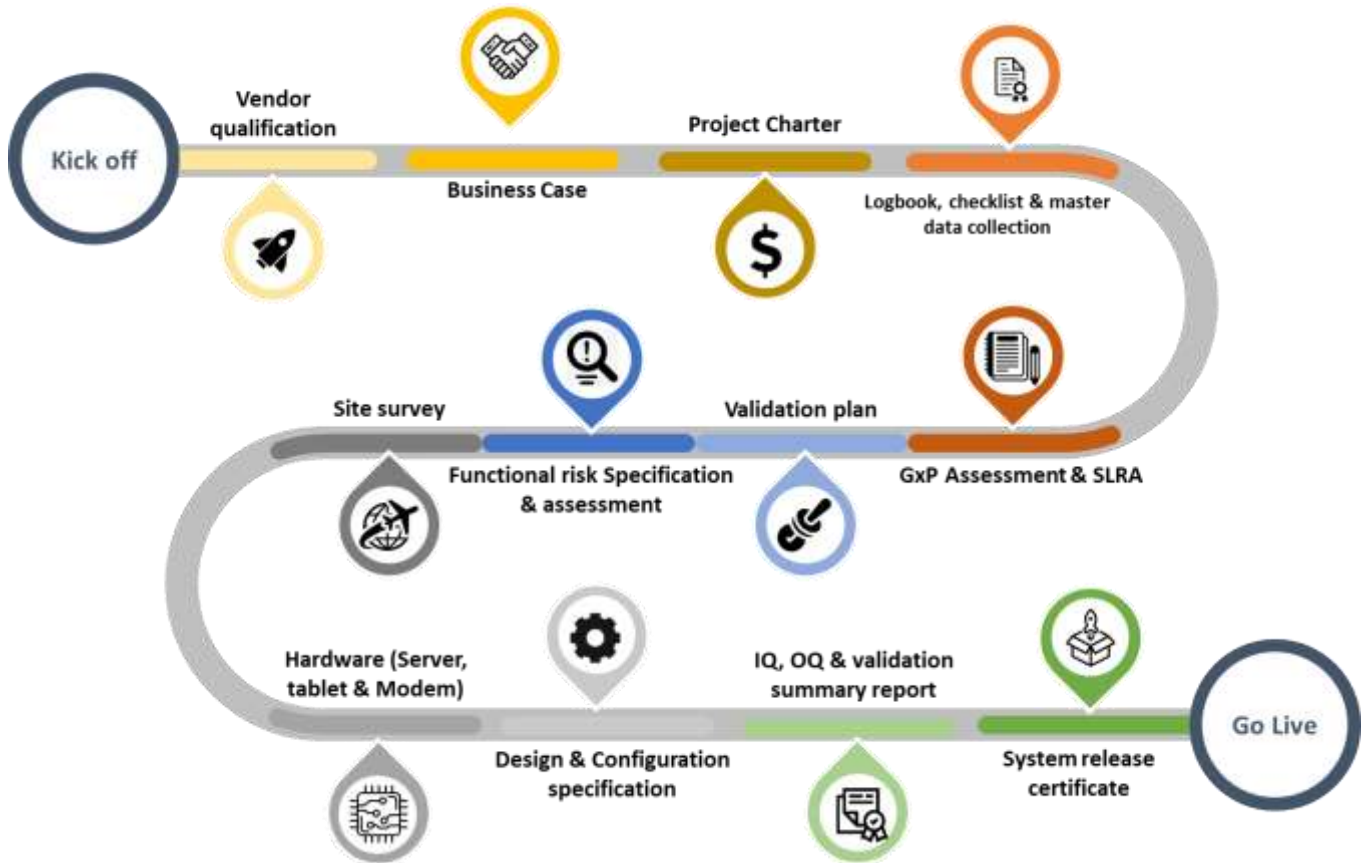 Kick off
Vendor
qualification
Business Case
Project Charter
Logbook, checklist & master
data collection
GxP Assessment & SLRA
Validation plan
Functional risk Specification
& assessment
Site survey
Hardware (Server,
tablet & Modem)
Design & Configuration
specification
IQ, OQ & validation
summary report
System release
certificate
Go Live